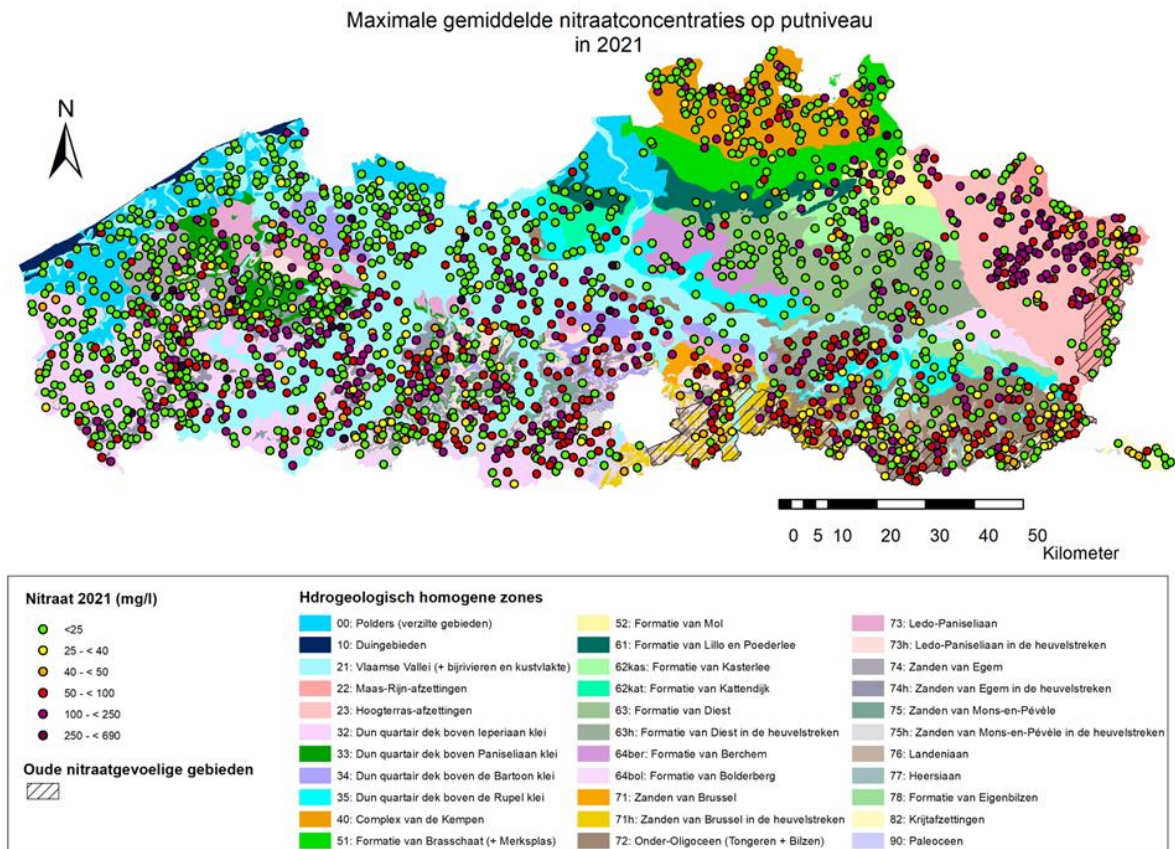 Maximale gemiddelde nitraatconcentraties op putniveau
in 2021
N
0 5 10 20 30 40 50
Kilometer
Nitraat 2021 (mg/l)
<25
25 - < 40
40 - < 50
50 - < 100
100 - < 250
250 - < 690
Oude nitraatgevoelige gebieden
Hdrogeologisch homogene zones
00: Polders (verzilte gebieden)
10: Duingebieden
21: Vlaamse Vallei (+ bijrivieren en kustvlakte)
22: Maas-Rijn-afzettingen
23: Hoogterras-afzettingen
32: Dun quartair dek boven Ieperiaan klei
33: Dun quartair dek boven Paniseliaan klei
34: Dun quartair dek boven de Bartoon klei
35: Dun quartair dek boven de Rupel klei
40: Complex van de Kempen
51: Formatie van Brasschaat (+ Merksplas)
52: Formatie van Mol
61: Formatie van Lillo en Poederlee
62kas: Formatie van Kasterlee
62kat: Formatie van Kattendijk
63: Formatie van Diest
63h: Formatie van Diest in de heuvelstreken
64ber: Formatie van Berchem
64bol: Formatie van Bolderberg
71: Zanden van Brussel
71h: Zanden van Brussel in de heuvelstreken
72: Onder-Oligoceen (Tongeren + Bilzen)
73: Ledo-Paniseliaan
73h: Ledo-Paniseliaan in de heuvelstreken
74: Zanden van Egem
74h: Zanden van Egem in de heuvelstreken
75: Zanden van Mons-en-Pévèle
75h: Zanden van Mons-en-Pévèle in de heuvelstreken
76: Landeniaan
77: Heersiaan
78: Formatie van Eigenbilzen
82: Krijtafzettingen
90: Paleoceen